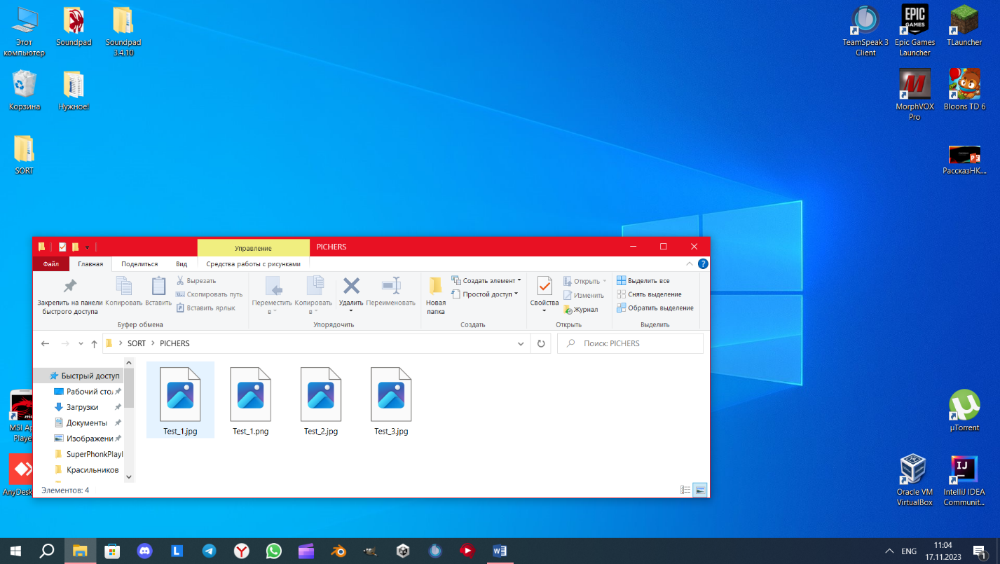 Этот
компьютер
Soundpad
Soundpad
3.4.10
TeamSpeak 3
Client
EPIC
GAMES
Epic Games
Launcher
TLauncher
Корзина
Нужное!
MorphVOX
Pro
Bloons TD 6
SORT
РассказНК....
Управление
PICHERS
Файл
Главная
Поделиться
Вид
Средства работы с рисунками
Закрепить на панели
быстрого доступа
Копировать
Вставить
Вырезать
Скопировать путь
Вставить ярлык
Буфер обмена
Переместить
в
Копировать
в
Удалить
Переименовать
Упорядочить
Новая
папка
Создать элемент
Простой доступ
Создать
Свойства
Открыть
Изменить
Журнал
Открыть
Выделить все
Снять выделение
Обратить выделение
Выделить
SORT
PICHERS
Поиск: PICHERS
Быстрый доступ
Рабочий сто
Загрузки
Документы
Изображени
SuperPhonkPlayl
Красильников
Test_1.jpg
Test_1.png
Test_2.jpg
Test_3.jpg
Элементов: 4
MSI Ap
Playe
AnyDesk
µTorrent
Oracle VM
VirtualBox
IJ
IntelliJ IDEA
Communit...
ENG
11:04
17.11.2023
1